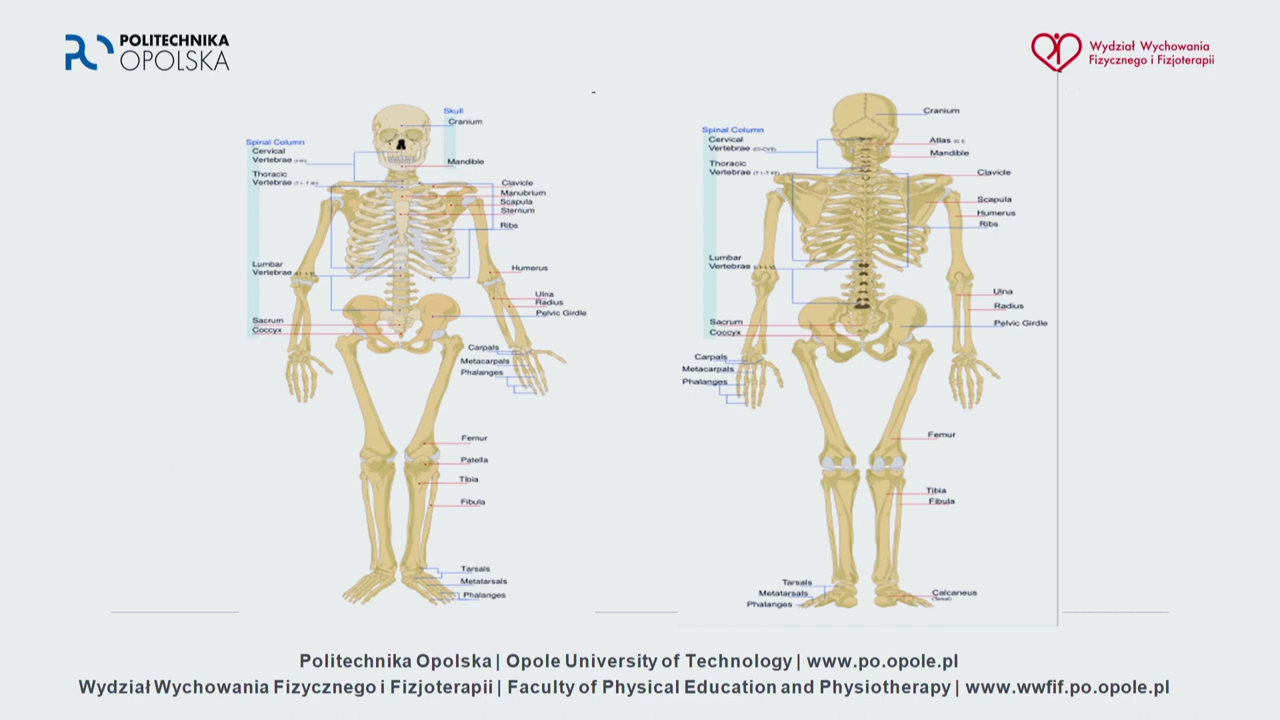 POLITECHNIKA
OPOLSKA
Wydział Wychowania
Fizycznego i Fizjoterapii
Skull
Cranium
Spinal Column
Cervical
Vertebrae
Mandible
Thoracic
Vertebrae
Clavicle
Manubrium
Scapula
Sternum
Ribs
Lumbar
Vertebrae
Humerus
Ulna
Radius
Pelvic Girdle
Sacrum
Coccyx
Carpals
Metacarpals
Phalanges
Femur
Patella
Tibia
Fibula
Tarsals
Metatarsals
Phalanges
Cranium
Spinal Column
Cervical
Vertebrae
Atlas
Mandible
Thoracic
Vertebrae
Clavicle
Scapula
Humerus
Ribs
Lumbar
Vertebrae
Ulna
Radius
Sacrum
Coccyx
Pelvic Girdle
Carpals
Metacarpals
Phalanges
Femur
Tibia
Fibula
Tarsals
Metatarsals
Phalanges
Calcaneus
Politechnika Opolska | Opole University of Technology | www.po.opole.pl
Wydział Wychowania Fizycznego i Fizjoterapii | Faculty of Physical Education and Physiotherapy | www.wwfif.po.opole.pl